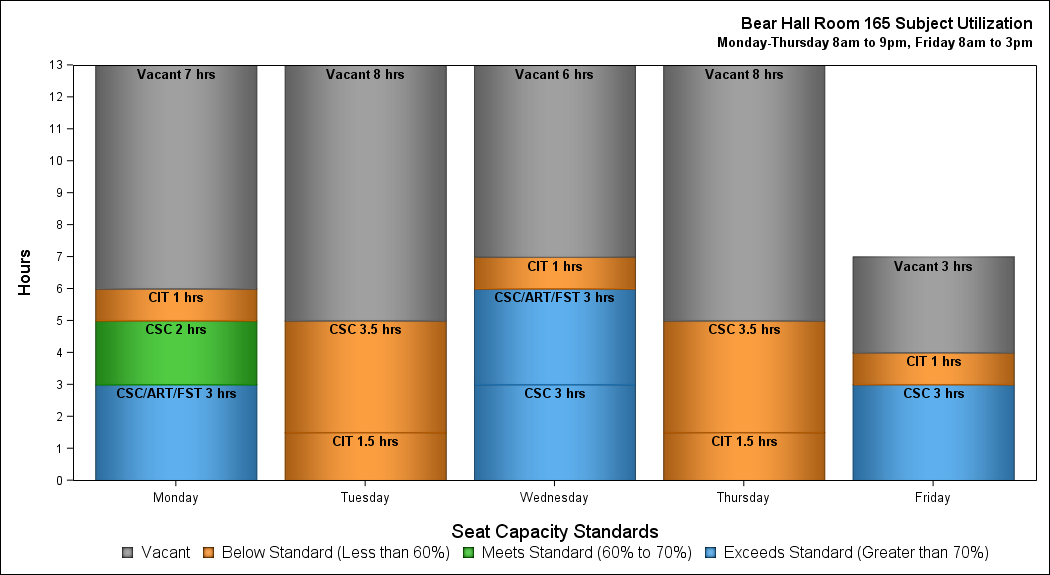 Bear Hall Room 165 Subject Utilization
Monday-Thursday 8am to 9pm, Friday 8am to 3pm
13
12
11
10
9
8
7
6
5
4
3
2
1
0
Hours
Vacant 7 hrs
CIT 1 hrs
CSC 2 hrs
CSC/ART/FST 3 hrs
Vacant 8 hrs
CSC 3.5 hrs
CIT 1.5 hrs
Vacant 6 hrs
CIT 1 hrs
CSC/ART/FST 3 hrs
CSC 3 hrs
Vacant 8 hrs
CSC 3.5 hrs
CIT 1.5 hrs
Vacant 3 hrs
CIT 1 hrs
CSC 3 hrs
Monday Tuesday Wednesday Thursday Friday
Seat Capacity Standards
Vacant Below Standard (Less than 60%) Meets Standard (60% to 70%) Exceeds Standard (Greater than 70%)